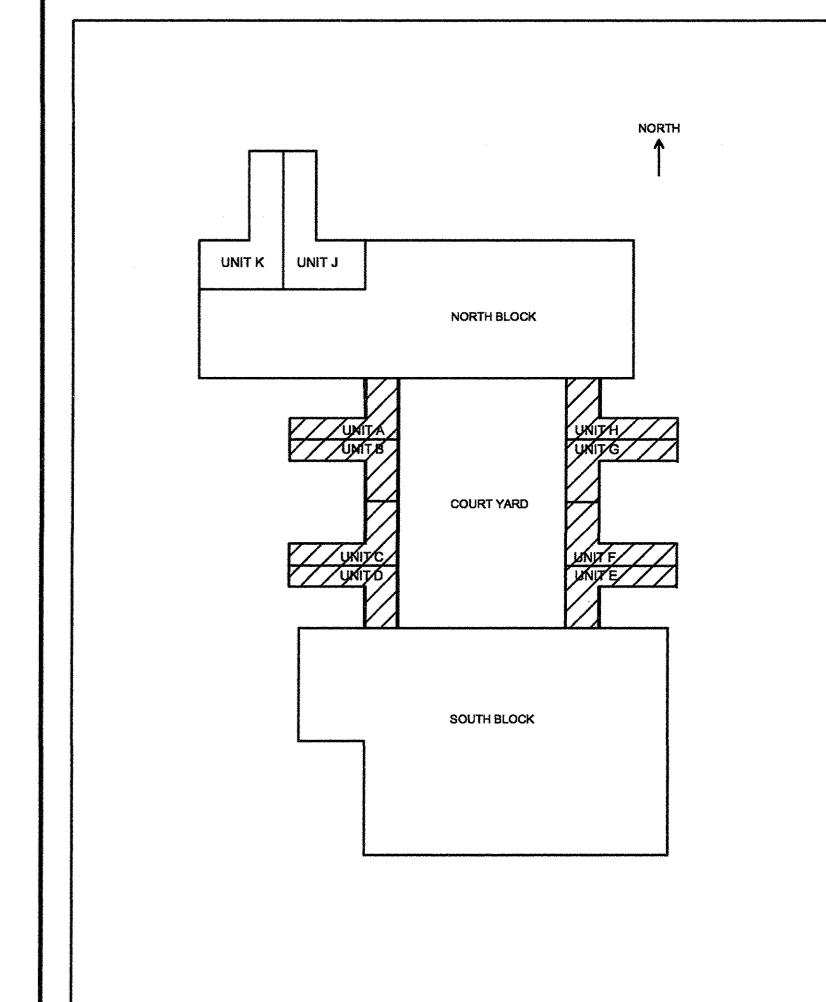 NORTH
UNIT K
UNIT J
NORTH BLOCK
UNIT A
UNIT H
UNIT B
UNIT G
COURT YARD
UNIT C
UNIT F
UNIT D
UNIT E
SOUTH BLOCK